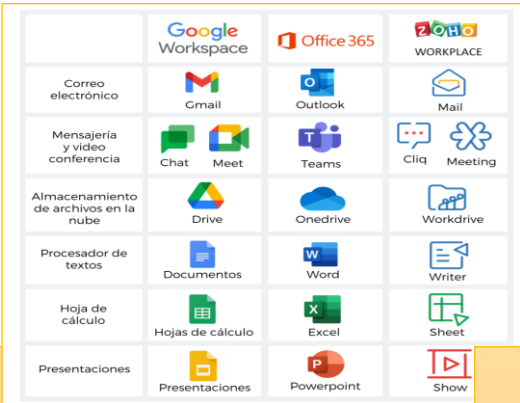 Google Workspace
Office 365
ZOHO WORKPLACE
Correo electrónico
Gmail
Outlook
Mail
Mensajería y video conferencia
Chat
Meet
Teams
Cliq
Meeting
Almacenamiento de archivos en la nube
Drive
Onedrive
Workdrive
Procesador de textos
Documentos
Word
Writer
Hoja de cálculo
Hojas de cálculo
Excel
Sheet
Presentaciones
Presentaciones
Powerpoint
Show